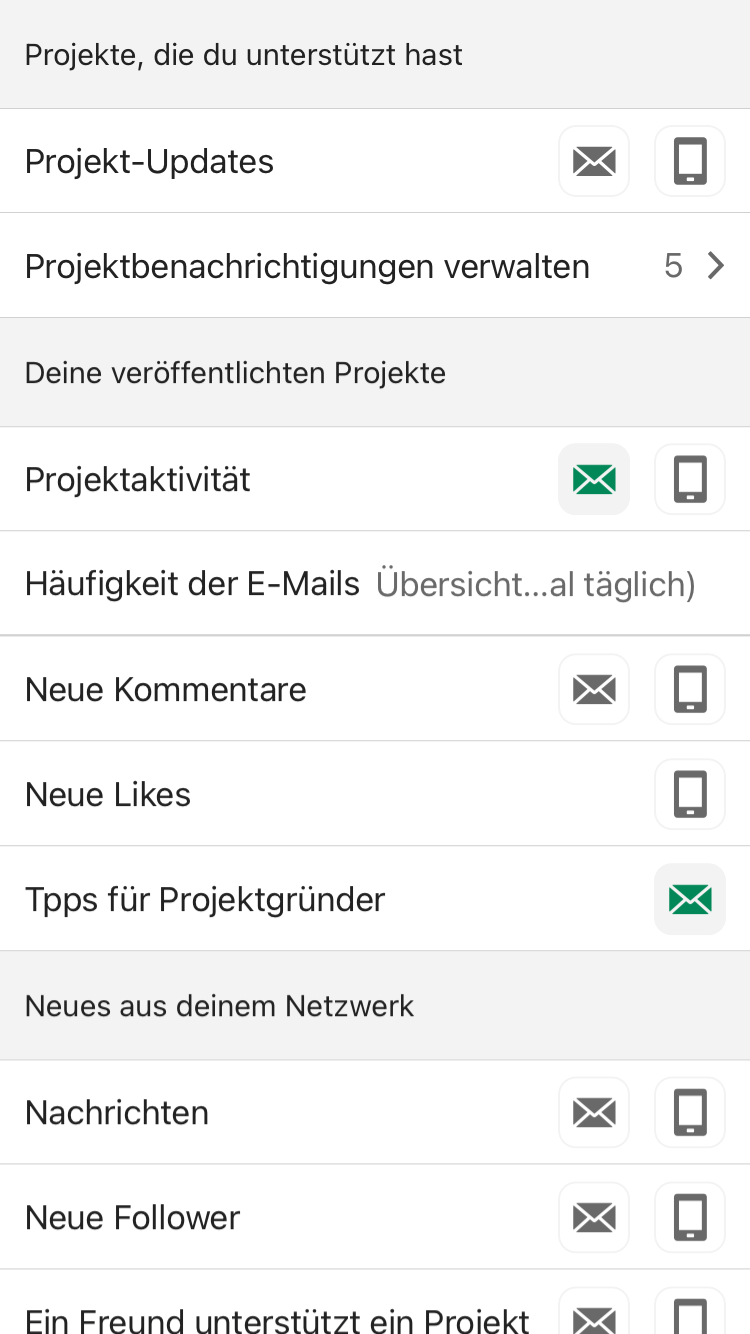 Projekte, die du unterstützt hast
Projekt-Updates
Projektbenachrichtigungen verwalten 5
Deine veröffentlichten Projekte
Projektaktivität
Häufigkeit der E-Mails Übersicht...al täglich)
Neue Kommentare
Neue Likes
Tpps für Projektgründer
Neues aus deinem Netzwerk
Nachrichten
Neue Follower
Ein Freund unterstützt ein Projekt